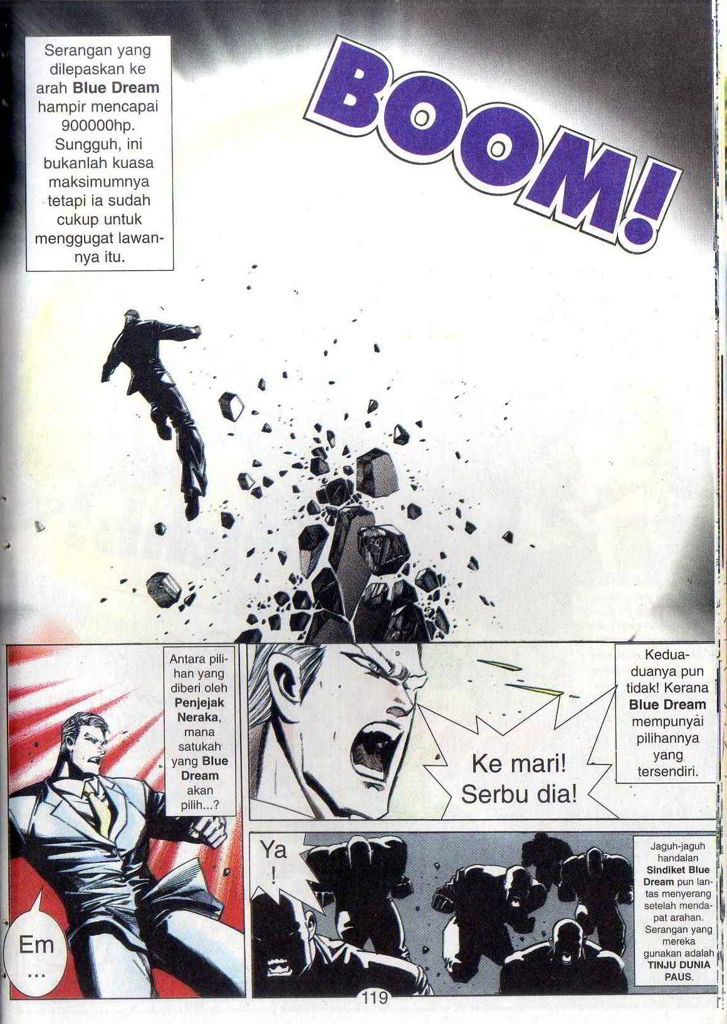 Serangan yang
dilepaskan ke
arah Blue Dream
hampir mencapai
900000hp.
Sungguh, ini
bukanlah kuasa
maksimumnya
tetapi ia sudah
cukup untuk
menggugat lawan-
nya itu.
BOOM!
Antara pili-
han yang
diberi oleh
Penjejak
Neraka,
mana
satukah
yang Blue
Dream
akan
pilih...?
Em
...
Ke mari!
Serbu dia!
Kedua-
duanya pun
tidak! Kerana
Blue Dream
mempunyai
pilihannya
yang
tersendiri.
Ya
!
Jaguh-jaguh
handalan
Sindiket Blue
Dream pun lan-
tas menyerang
setelah menda-
pat arahan.
Serangan yang
mereka
gunakan adalah
TINJU DUNIA
PAUS.
119